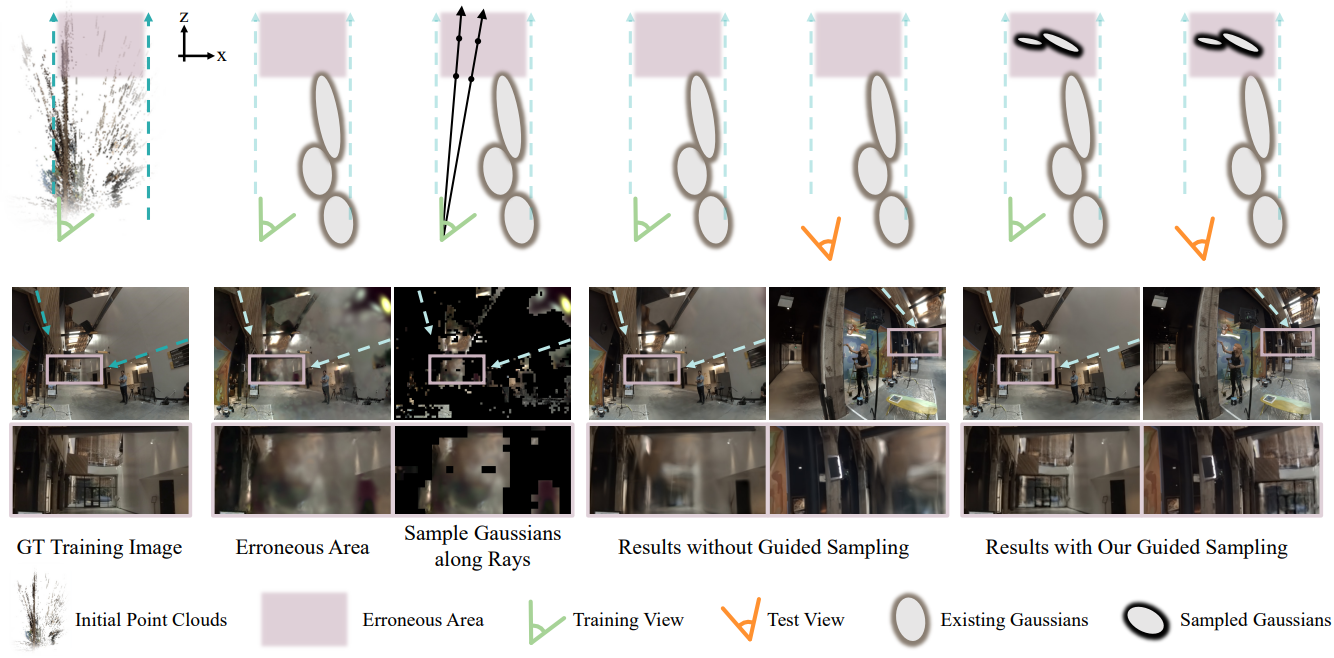 z
x
GT Training Image
Erroneous Area
Sample Gaussians
along Rays
Results without Guided Sampling
Results with Our Guided Sampling
Initial Point Clouds
Erroneous Area
Training View
Test View
Existing Gaussians
Sampled Gaussians